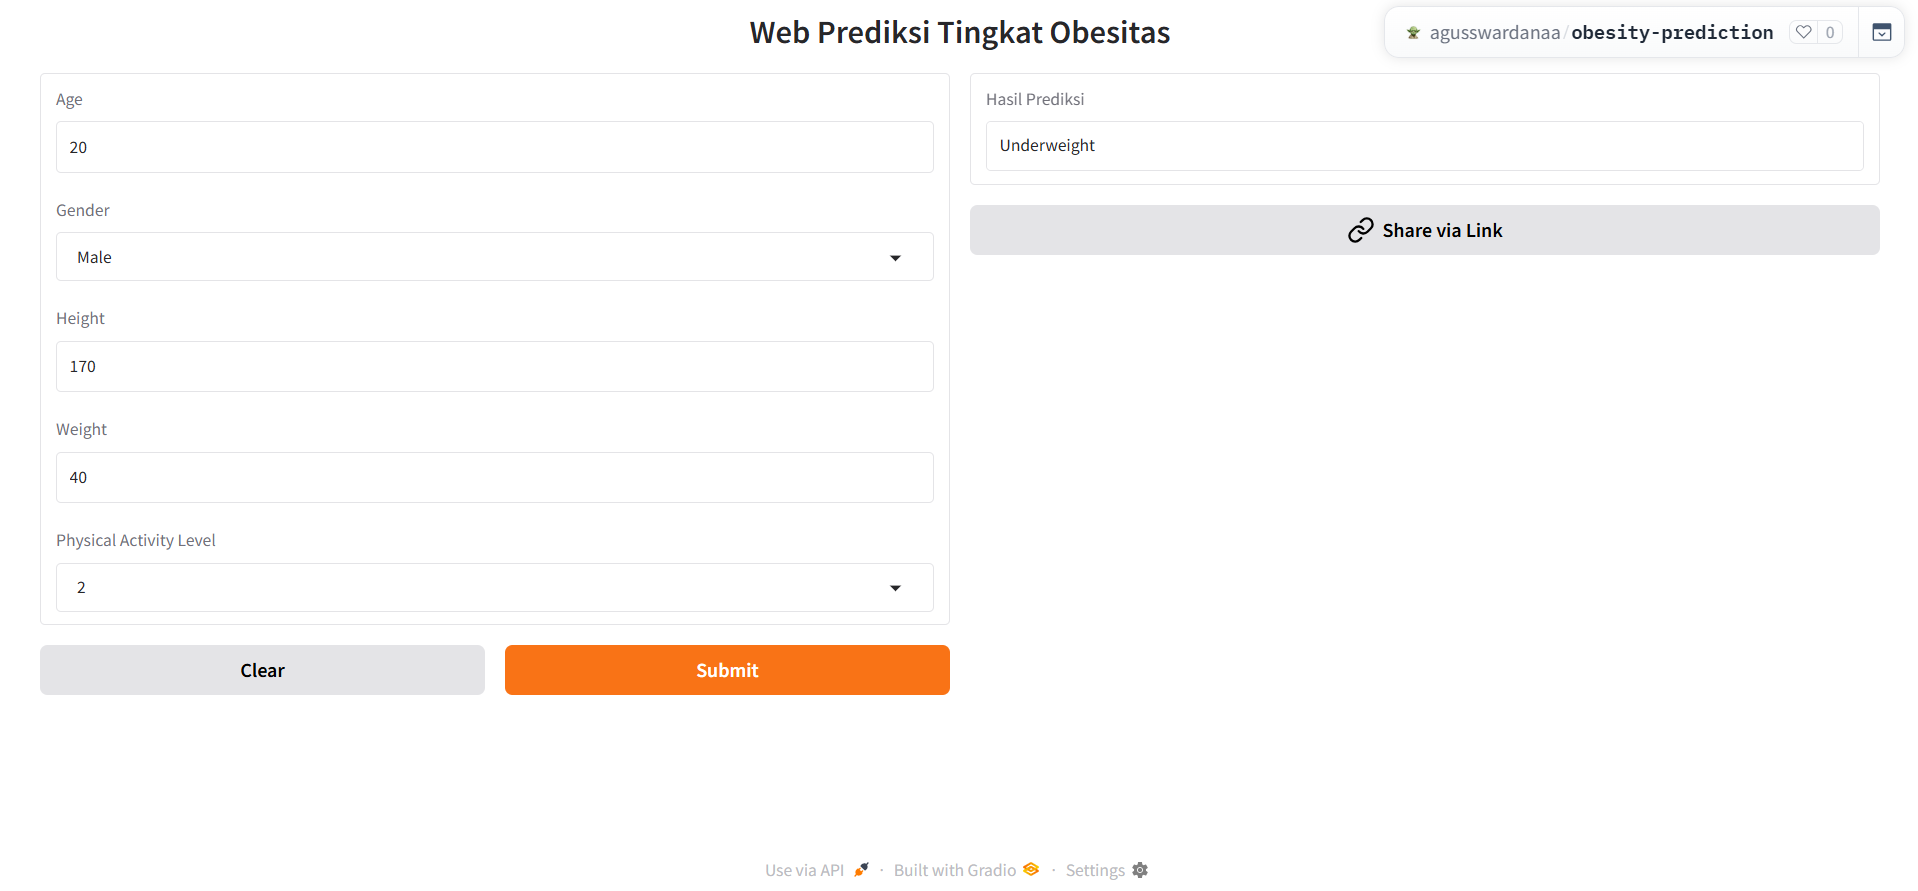 Web Prediksi Tingkat Obesitas
agusswardanaa/obesity-prediction 0
Age
20
Gender
Male
Height
170
Weight
40
Physical Activity Level
2
Clear Submit
Hasil Prediksi
Underweight
Share via Link
Use via API · Built with Gradio · Settings